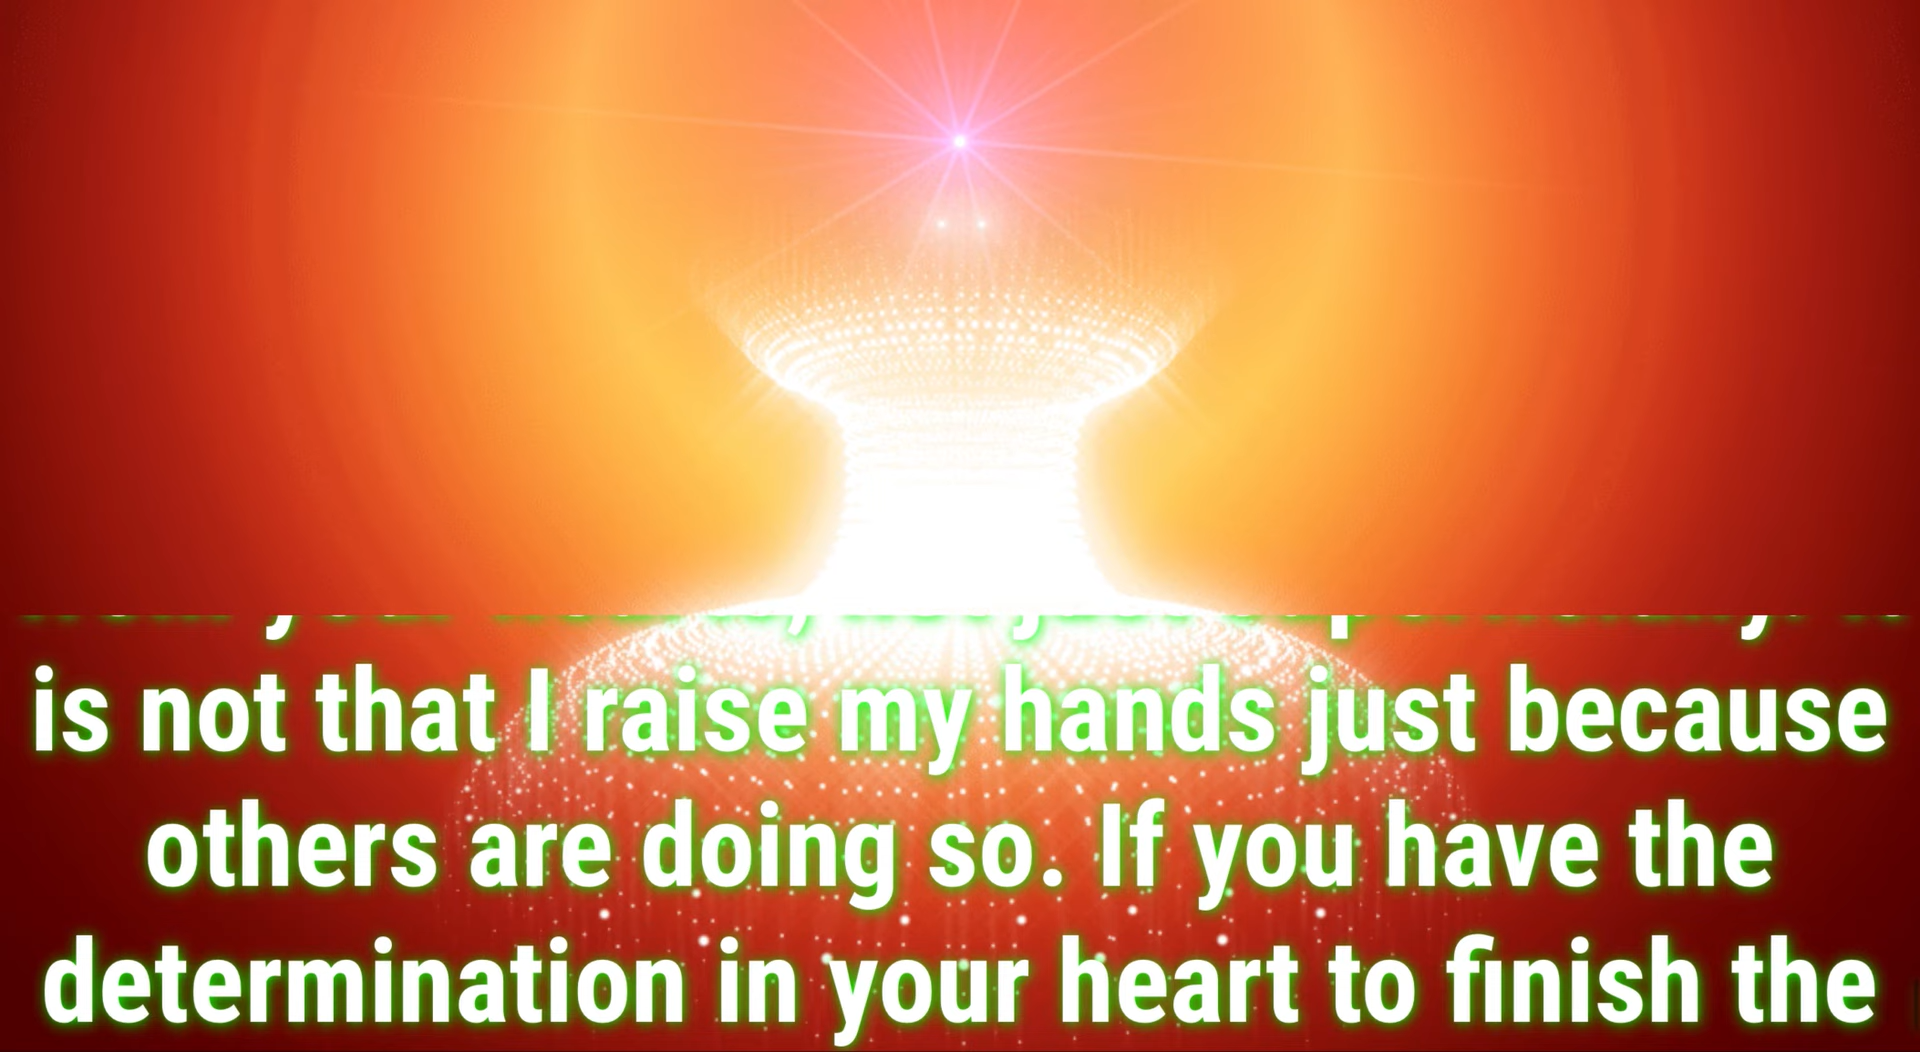 is not that I raise my hands just because
others are doing so. If you have the
determination in your heart to finish the